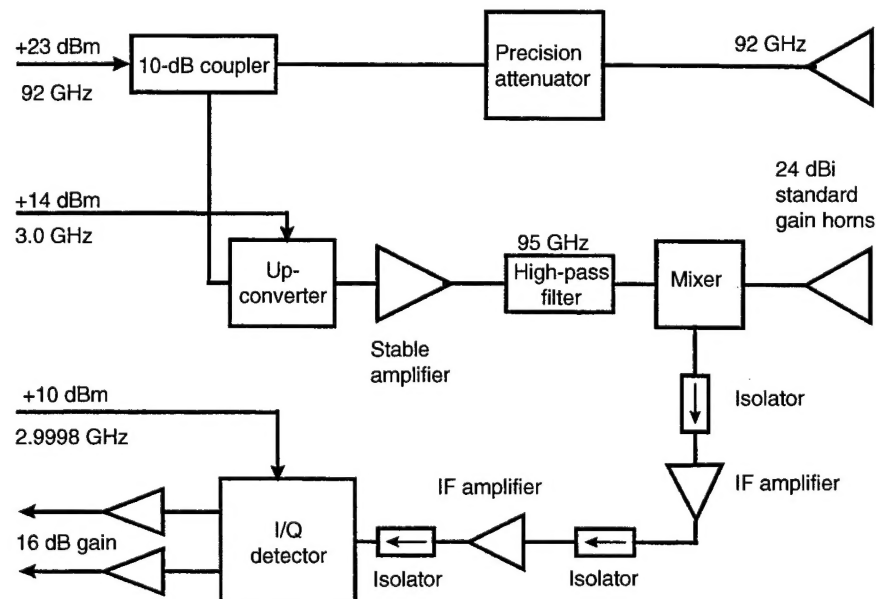 +23 dBm
92 GHz
10-dB coupler
Precision
attenuator
92 GHz
24 dBi
standard
gain horns
+14 dBm
3.0 GHz
Up-
converter
Stable
amplifier
95 GHz
High-pass
filter
Mixer
Isolator
IF amplifier
+10 dBm
2.9998 GHz
16 dB gain
I/Q
detector
IF amplifier
Isolator
Isolator